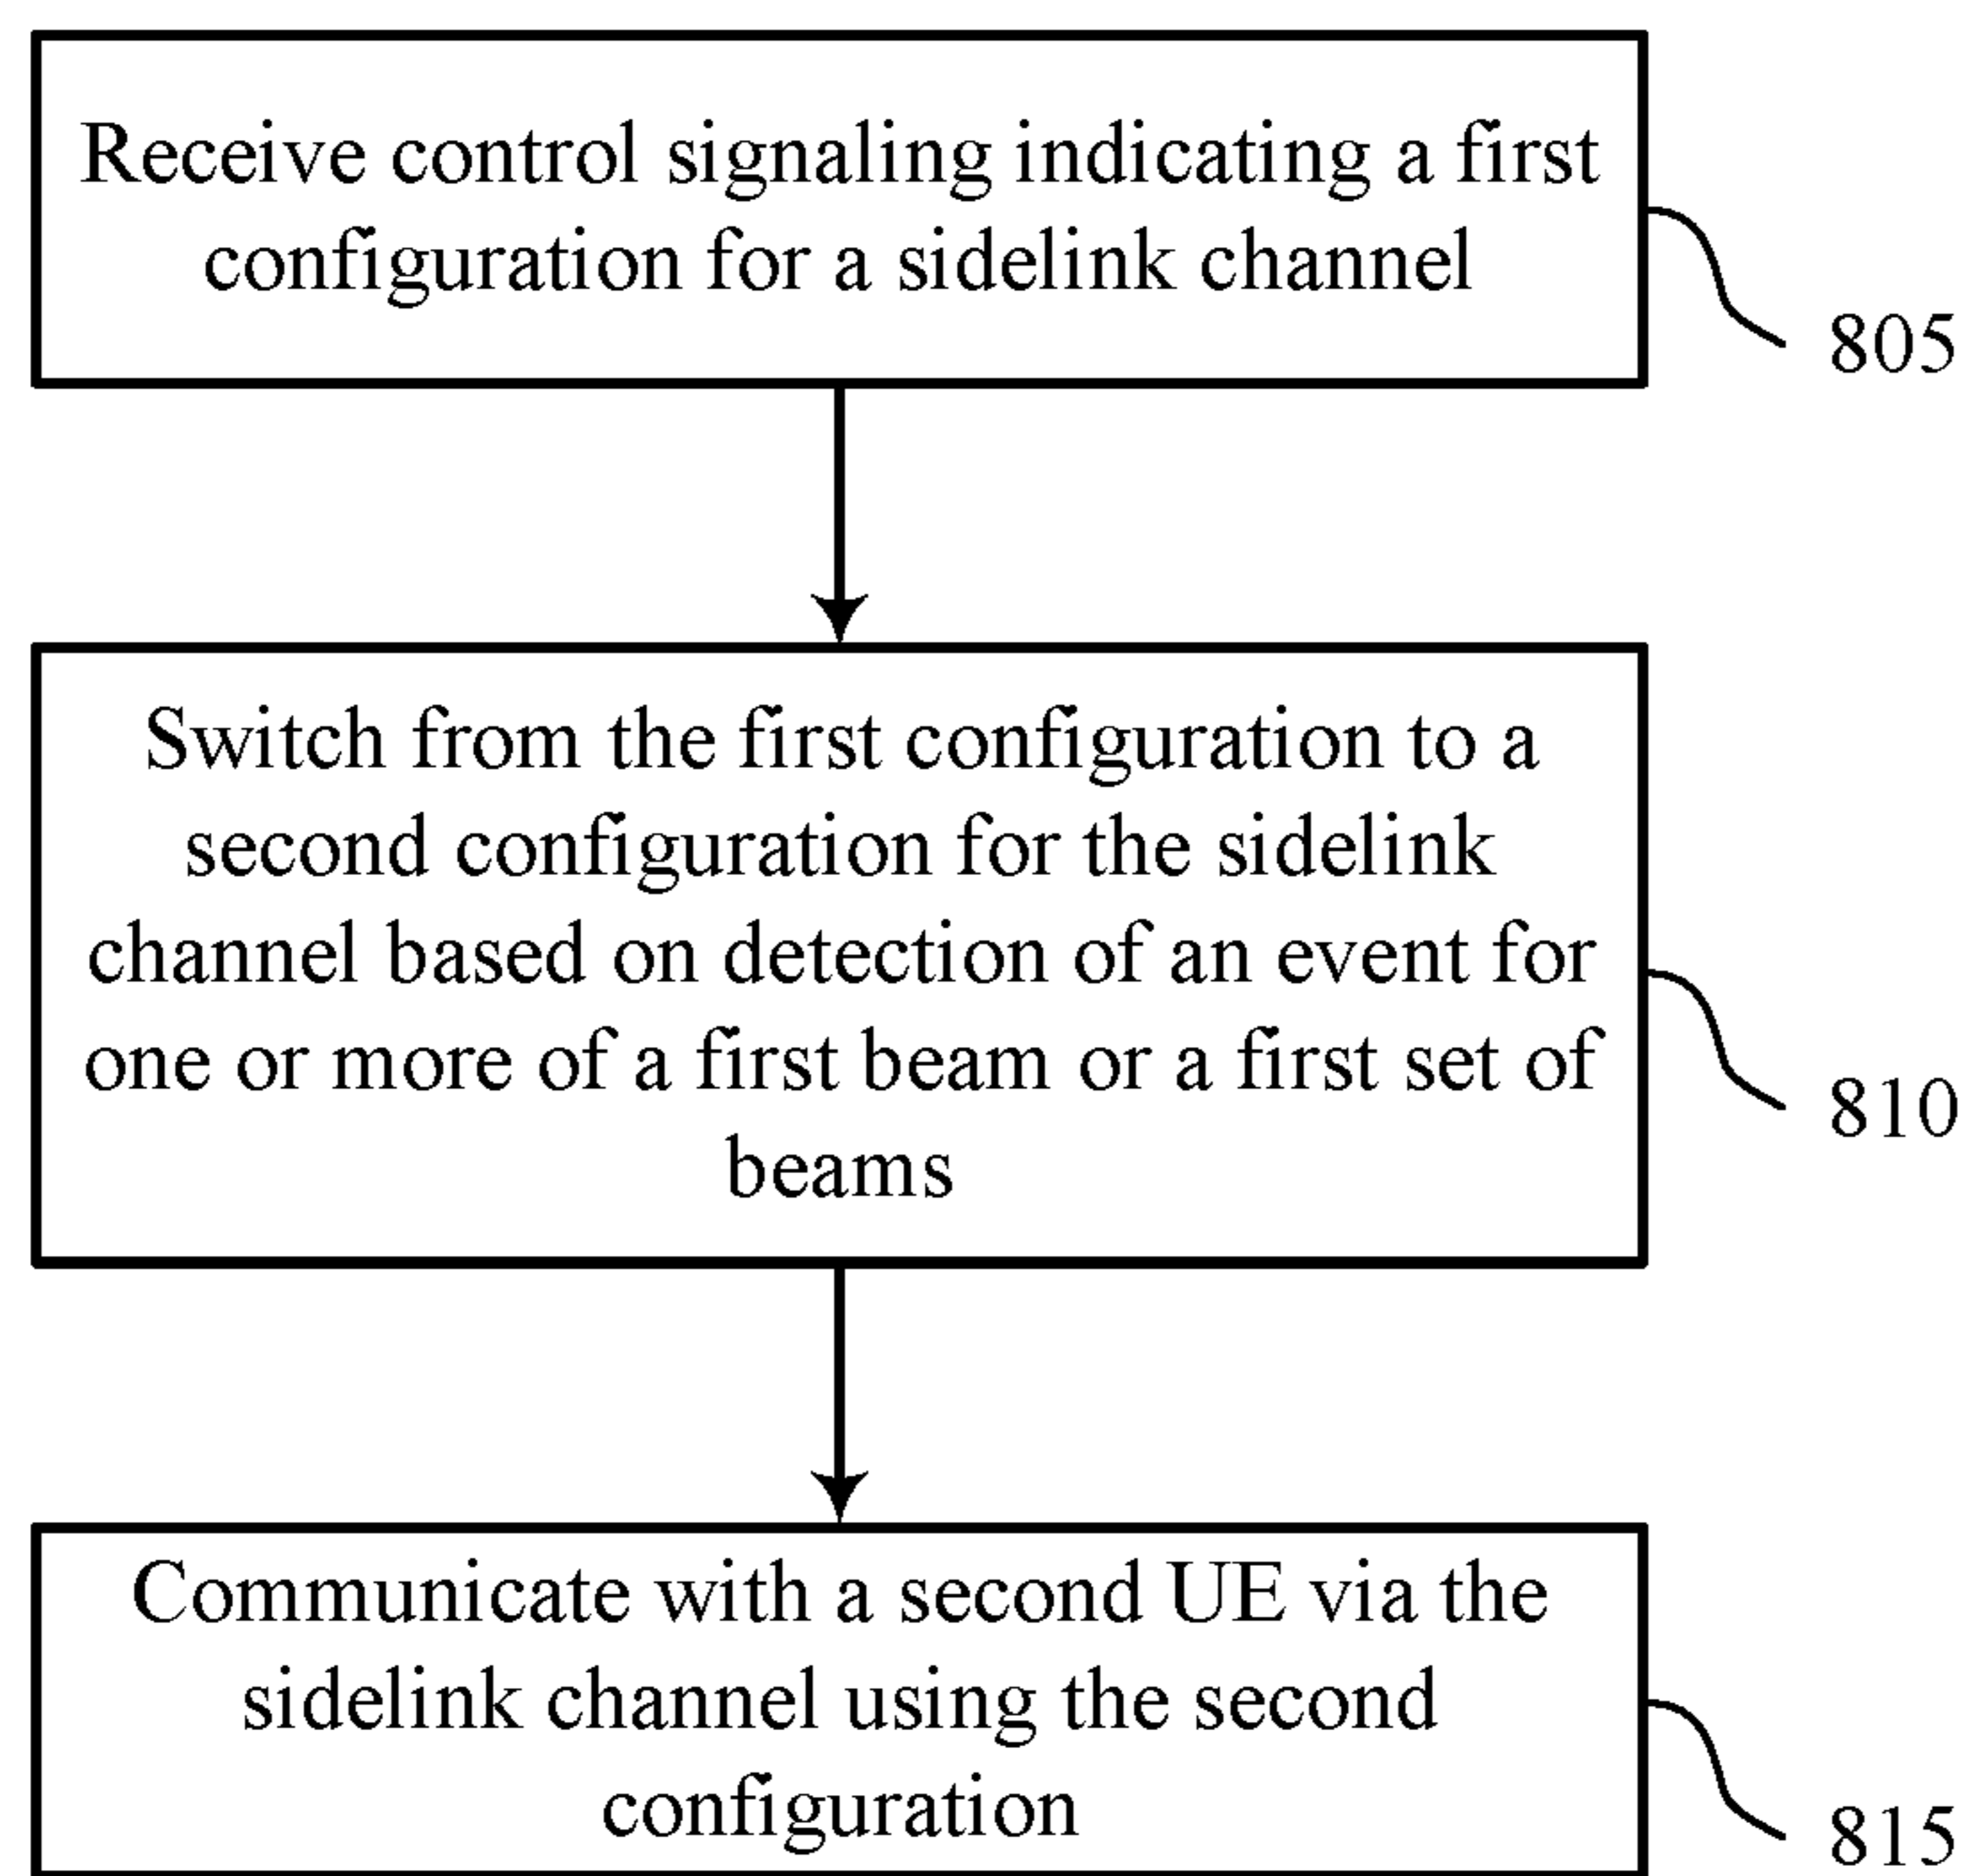 Receive control signaling indicating a first
configuration for a sidelink channel
805
Switch from the first configuration to a
second configuration for the sidelink
channel based on detection of an event for
one or more of a first beam or a first set of
beams
810
Communicate with a second UE via the
sidelink channel using the second
configuration
815